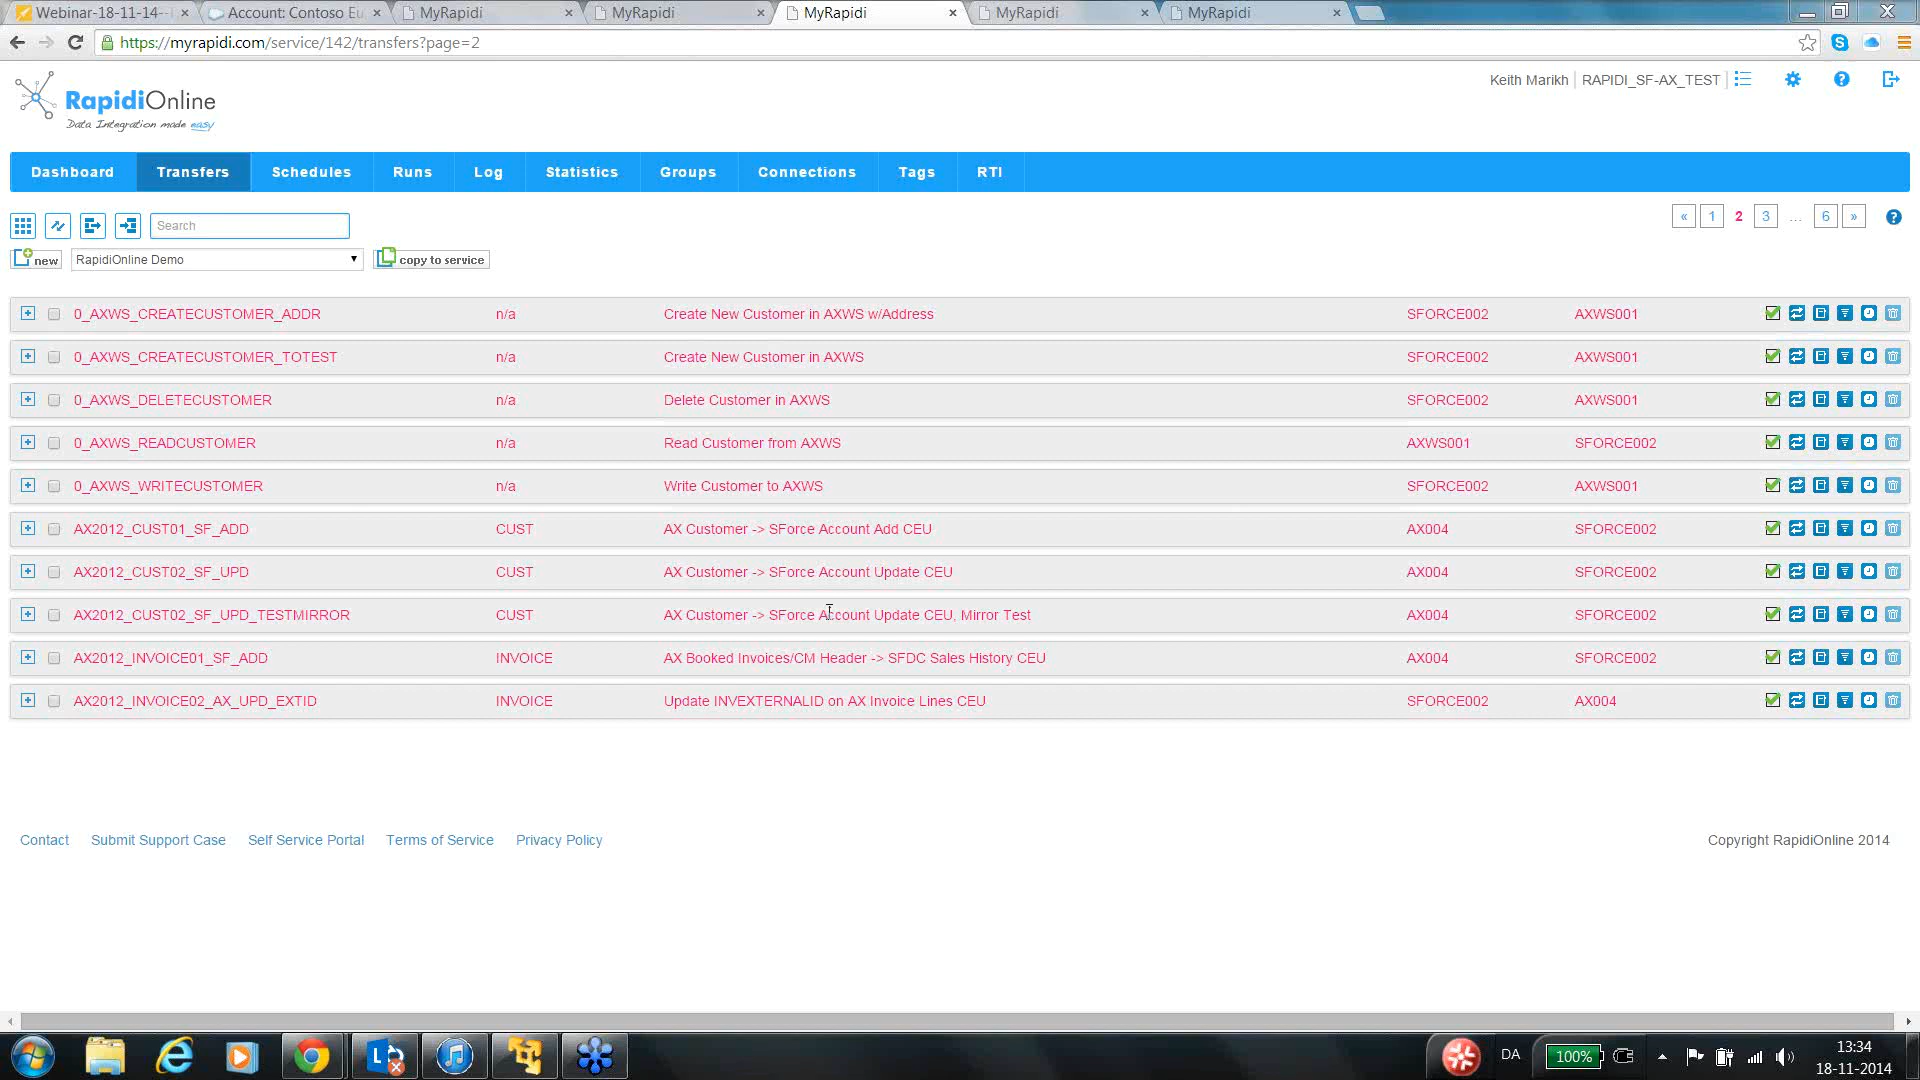 Webinar-18-11-14--
Account: Contoso Eu
MyRapidi
MyRapidi
MyRapidi
MyRapidi
MyRapidi
https://myrapidi.com/service/142/transfers?page=2
RapidiOnline
Data Integration made easy
Keith Marikh
RAPIDI_SF-AX_TEST
Dashboard Transfers Schedules Runs Log Statistics Groups Connections Tags RTI
Search
« 1 2 3 ... 6 »
new
RapidiOnline Demo
copy to service
0_AXWS_CREATECUSTOMER_ADDR n/a Create New Customer in AXWS w/Address SFORCE002 AXWS001
0_AXWS_CREATECUSTOMER_TOTEST n/a Create New Customer in AXWS SFORCE002 AXWS001
0_AXWS_DELETECUSTOMER n/a Delete Customer in AXWS SFORCE002 AXWS001
0_AXWS_READCUSTOMER n/a Read Customer from AXWS AXWS001 SFORCE002
0_AXWS_WRITECUSTOMER n/a Write Customer to AXWS SFORCE002 AXWS001
AX2012_CUST01_SF_ADD CUST AX Customer -> SForce Account Add CEU AX004 SFORCE002
AX2012_CUST02_SF_UPD CUST AX Customer -> SForce Account Update CEU AX004 SFORCE002
AX2012_CUST02_SF_UPD_TESTMIRROR CUST AX Customer -> SForce Account Update CEU, Mirror Test AX004 SFORCE002
AX2012_INVOICE01_SF_ADD INVOICE AX Booked Invoices/CM Header -> SFDC Sales History CEU AX004 SFORCE002
AX2012_INVOICE02_AX_UPD_EXTID INVOICE Update INVEXTERNALID on AX Invoice Lines CEU SFORCE002 AX004
Contact Submit Support Case Self Service Portal Terms of Service Privacy Policy
Copyright RapidiOnline 2014
DA
100%
13:34
18-11-2014